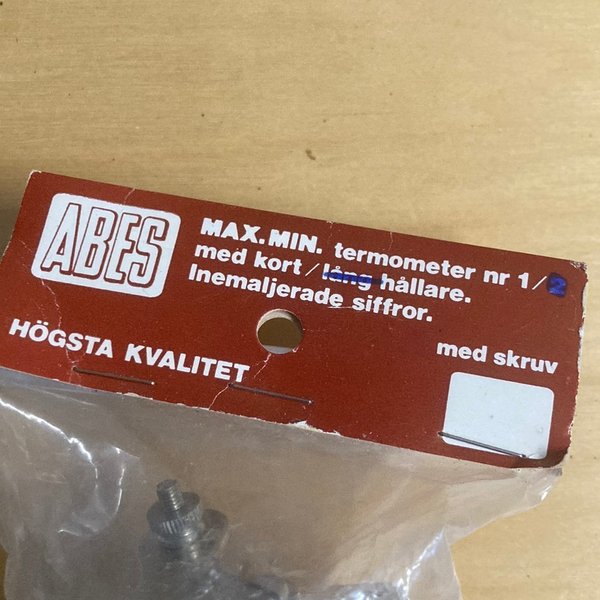 ABES
MAX.MIN. termometer nr 1/2
med kort/lång hållare.
Inemaljerade siffror.
HÖGSTA KVALITET
med skruv